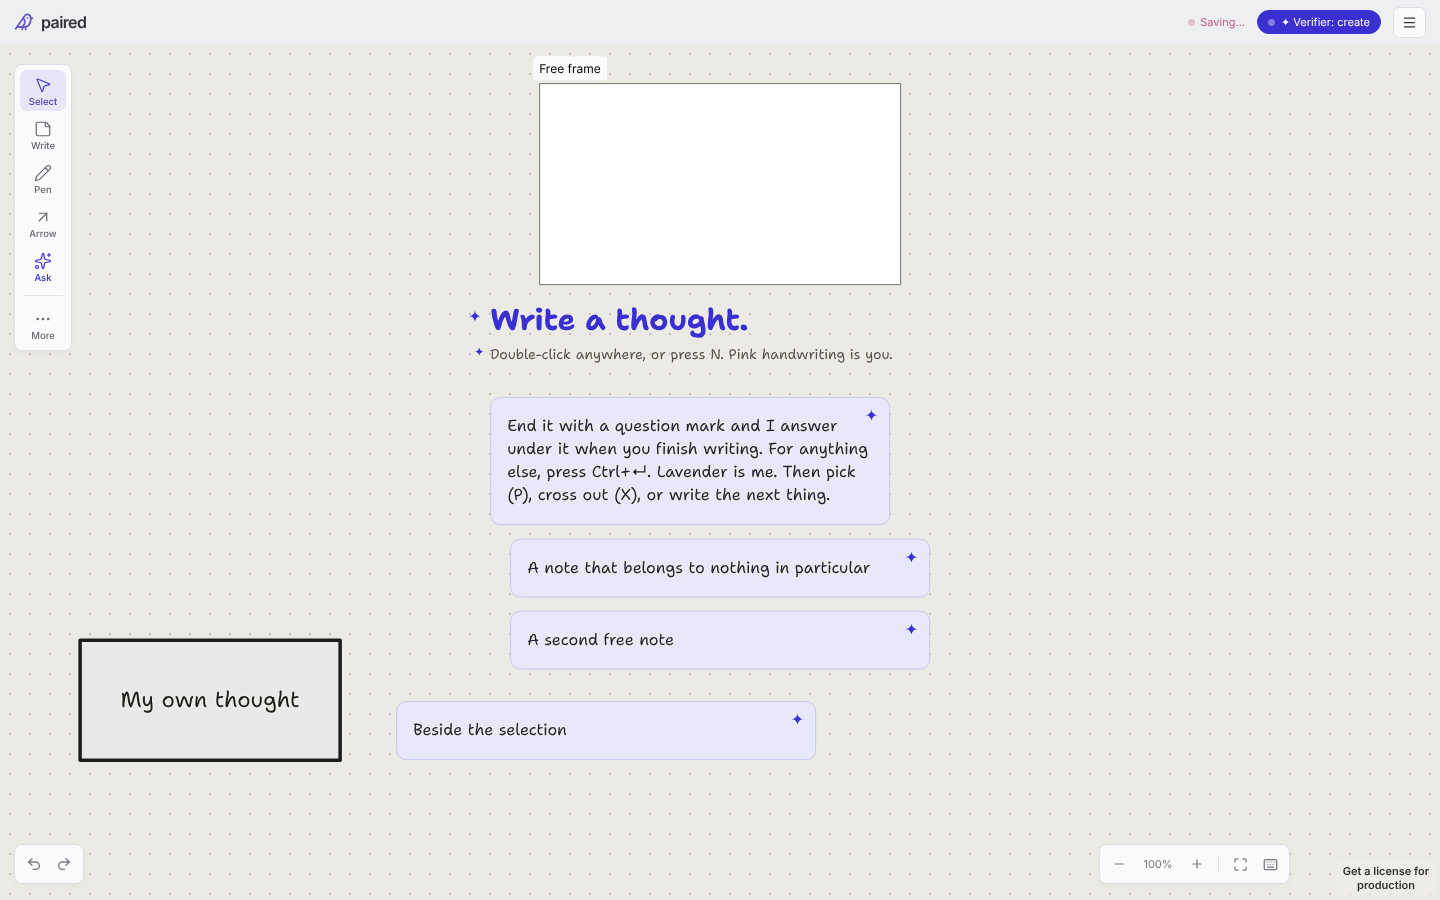 paired
Saving...
✦ Verifier: create
Select
Write
Pen
Arrow
Ask
More
Free frame
Write a thought.
Double-click anywhere, or press N. Pink handwriting is you.
End it with a question mark and I answer
under it when you finish writing. For anything
else, press Ctrl+↵. Lavender is me. Then pick
(P), cross out (X), or write the next thing.
A note that belongs to nothing in particular
A second free note
My own thought
Beside the selection
100%
Get a license for
production